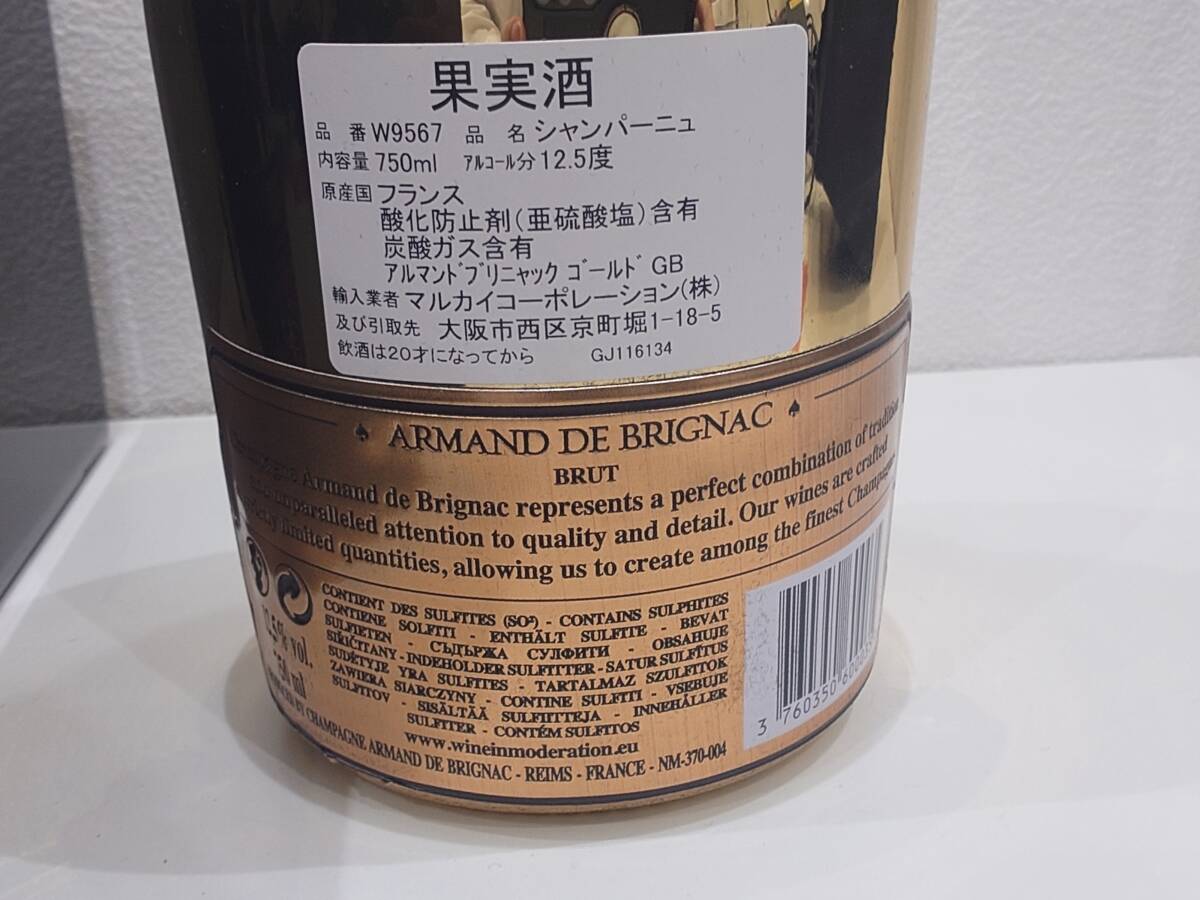 果実酒
品 番 W9567 品 名 シャンパーニュ
内容量 750ml アルコール分 12.5度
原産国 フランス
酸化防止剤(亜硫酸塩)含有
炭酸ガス含有
アルマンドブリニャック ゴールド GB
輸入業者 マルカイコーポレーション(株)
及び引取先 大阪市西区京町堀1-18-5
飲酒は20才になってから GJ116134
♠ ARMAND DE BRIGNAC ♠
BRUT
Armand de Brignac represents a perfect combination of tradition
unparalleled attention to quality and detail. Our wines are crafted
limited quantities, allowing us to create among the finest
CONTIENT DES SULFITES (SO²) - CONTAINS SULPHITES
CONTIENE SOLFITI - ENTHÄLT SULFITE - BEVAT
SULFIETEN - СЪДЪРЖА СУЛФИТИ - OBSAHUJE
SIŘIČITANY - INDEHOLDER SULFITTER - SATUR SULFĪTUS
SUDĖTYJE YRA SULFITES - TARTALMAZ SZULFITOK
ZAWIERA SIARCZYNY - CONTINE SULFITI - VSEBUJE
SULFITOV - SISÄLTÄÄ SULFIITTEJA - INNEHÅLLER
SULFITER - CONTÉM SULFITOS
www.wineinmoderation.eu
vol.
ml
BY CHAMPAGNE ARMAND DE BRIGNAC - REIMS - FRANCE - NM-370-004
3 760350